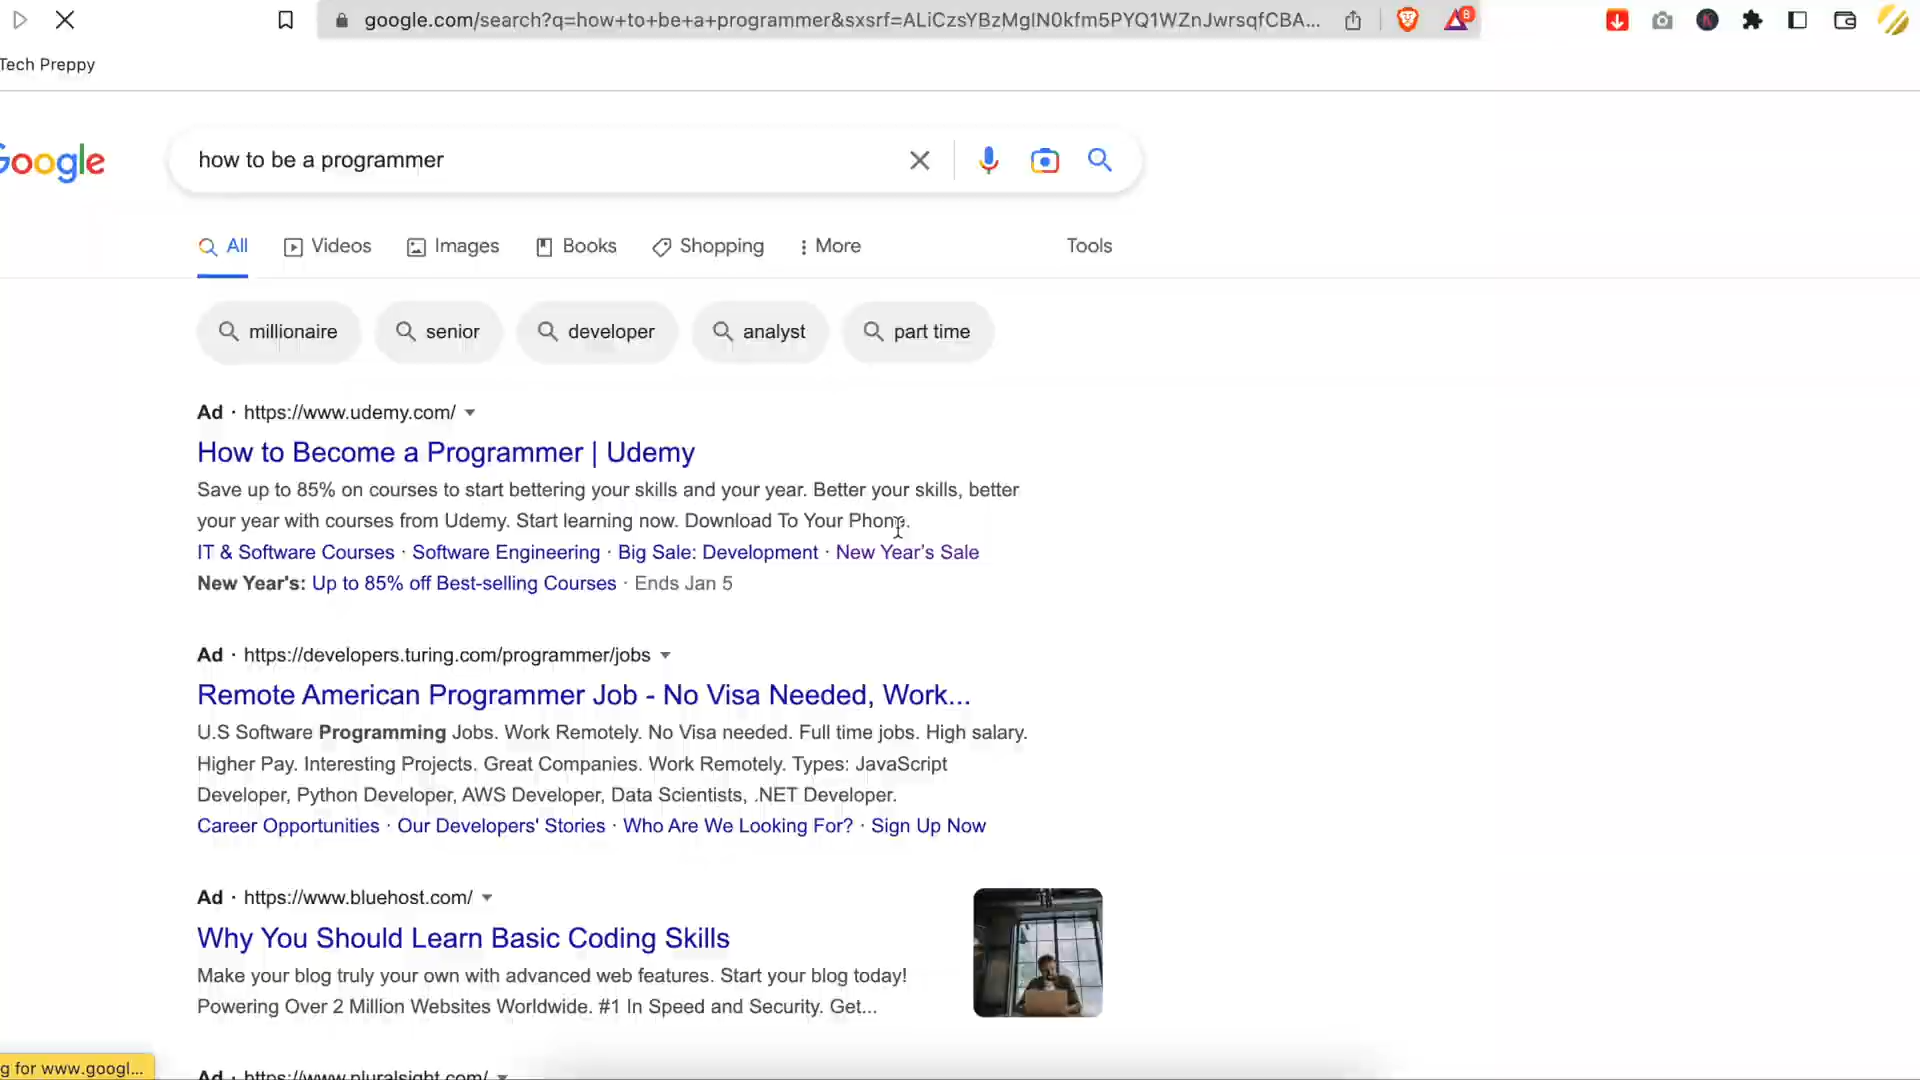 google.com/search?q=how+to+be+a+programmer&sxsrf=ALiCzsYBzMglN0kfm5PYQ1WZnJwrsqfCBA...
8
Tech Preppy
Google
how to be a programmer
All
Videos
Images
Books
Shopping
More
Tools
millionaire
senior
developer
analyst
part time
Ad · https://www.udemy.com/
How to Become a Programmer | Udemy
Save up to 85% on courses to start bettering your skills and your year. Better your skills, better
your year with courses from Udemy. Start learning now. Download To Your Phone.
IT & Software Courses · Software Engineering · Big Sale: Development · New Year's Sale
New Year's: Up to 85% off Best-selling Courses · Ends Jan 5
Ad · https://developers.turing.com/programmer/jobs
Remote American Programmer Job - No Visa Needed, Work...
U.S Software Programming Jobs. Work Remotely. No Visa needed. Full time jobs. High salary.
Higher Pay. Interesting Projects. Great Companies. Work Remotely. Types: JavaScript
Developer, Python Developer, AWS Developer, Data Scientists, .NET Developer.
Career Opportunities · Our Developers' Stories · Who Are We Looking For? · Sign Up Now
Ad · https://www.bluehost.com/
Why You Should Learn Basic Coding Skills
Make your blog truly your own with advanced web features. Start your blog today!
Powering Over 2 Million Websites Worldwide. #1 In Speed and Security. Get...
g for www.googl...
Ad · https://www.pluralsight.com/